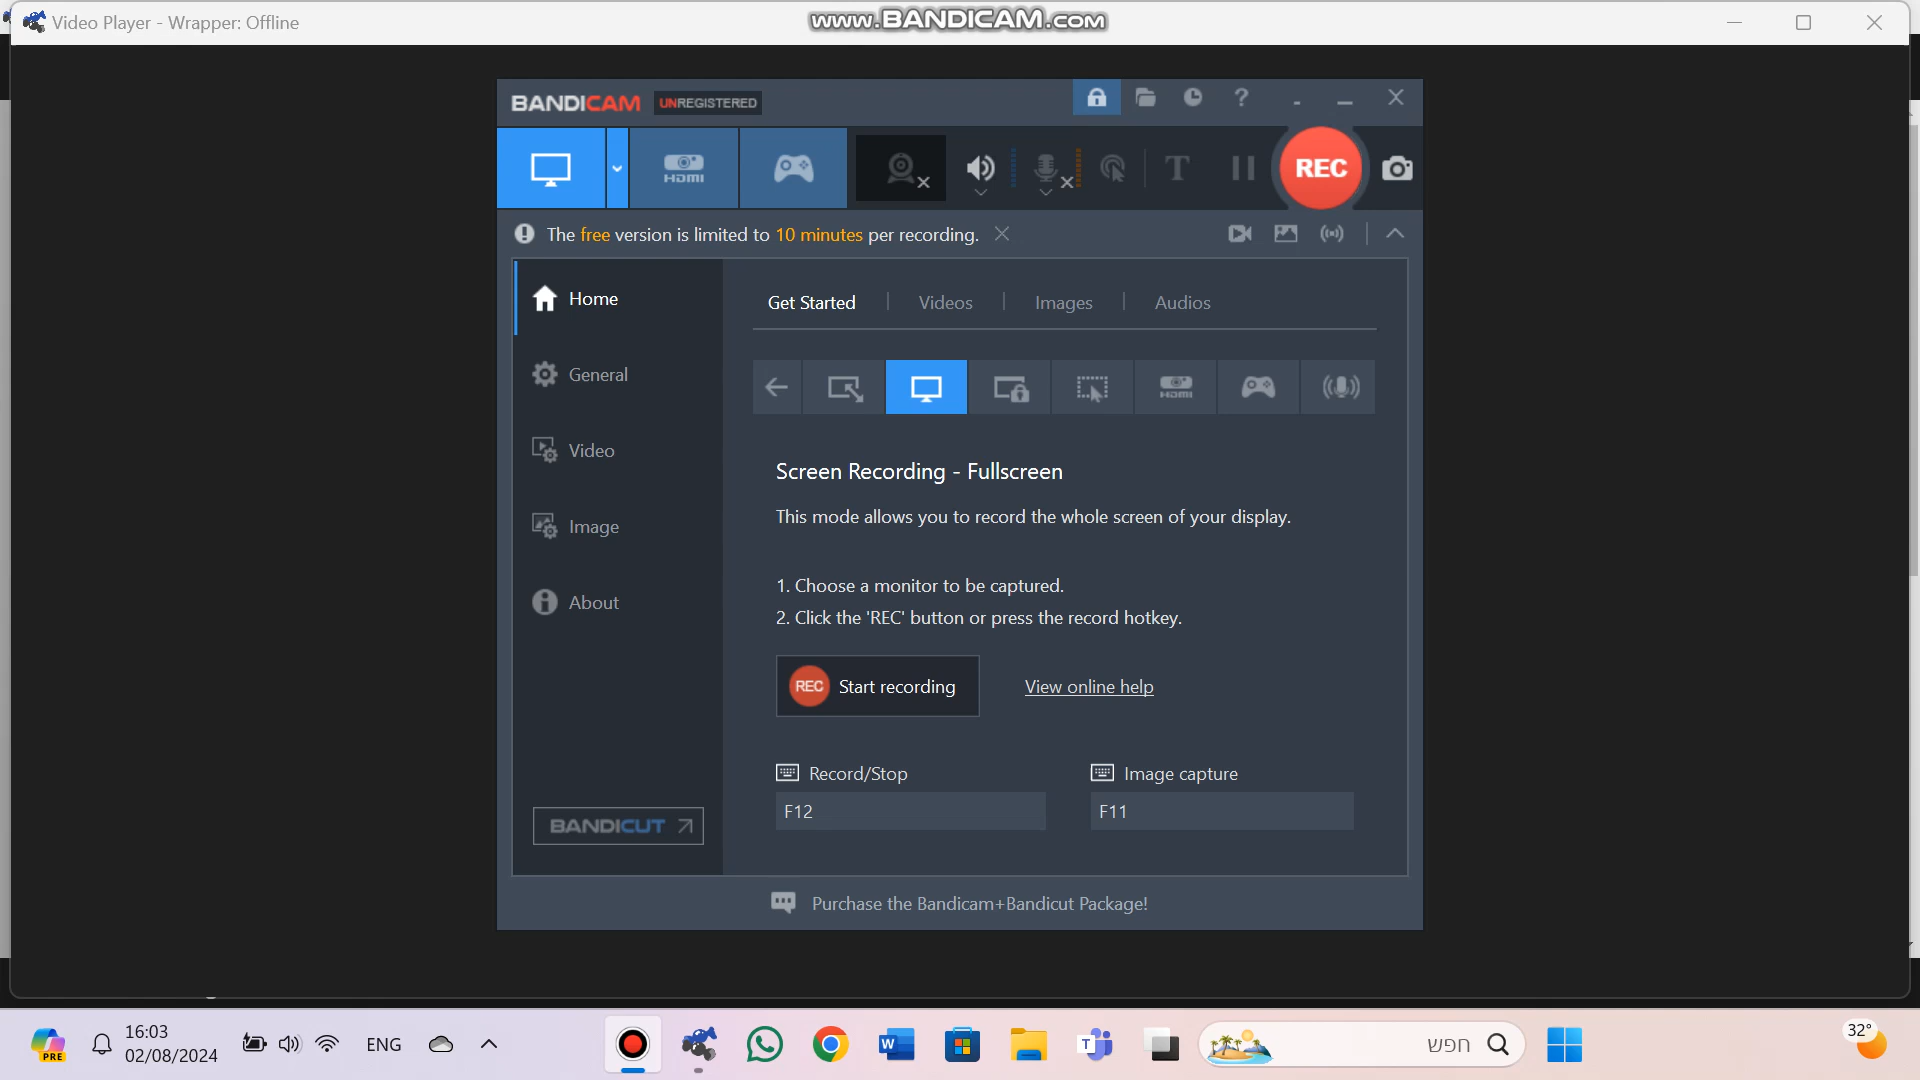 Video Player - Wrapper: Offline
www.BANDICAM.com
BANDICAM UNREGISTERED
?
HDMI
T
REC
The free version is limited to 10 minutes per recording.
Home
General
Video
Image
About
BANDICUT
Get Started
Videos
Images
Audios
HDMI
Screen Recording - Fullscreen
This mode allows you to record the whole screen of your display.
1. Choose a monitor to be captured.
2. Click the 'REC' button or press the record hotkey.
REC Start recording
View online help
Record/Stop
F12
Image capture
F11
Purchase the Bandicam+Bandicut Package!
PRE
16:03
02/08/2024
ENG
W
T
חפש
32°